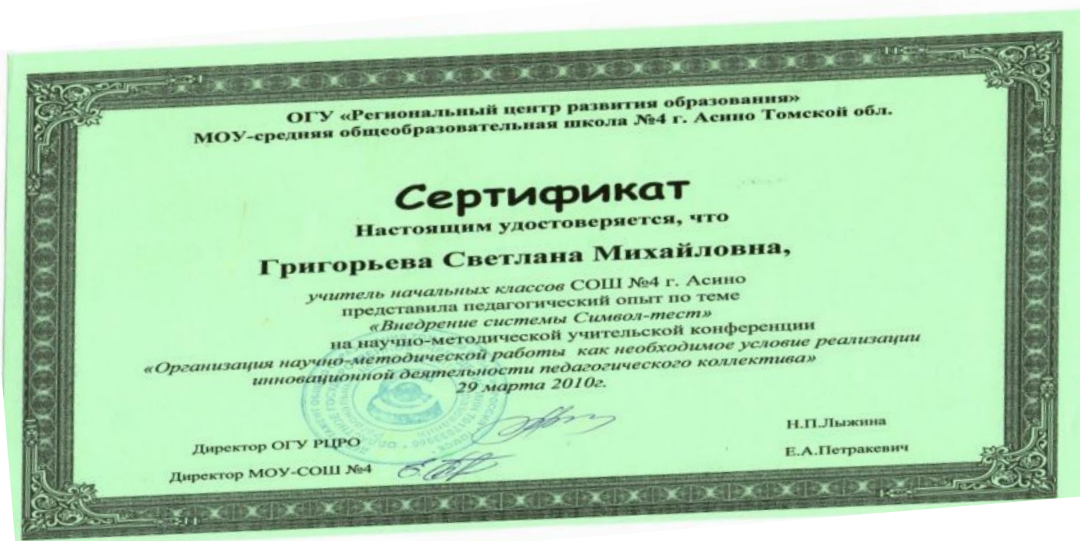 ОГУ «Региональный центр развития образования»
МОУ-средняя общеобразовательная школа №4 г. Асино Томской обл.
Сертификат
Настоящим удостоверяется, что
Григорьева Светлана Михайловна,
учитель начальных классов СОШ №4 г. Асино
представила педагогический опыт по теме
«Внедрение системы Символ-тест»
на научно-методической учительской конференции
«Организация научно-методической работы как необходимое условие реализации
инновационной деятельности педагогического коллектива»
29 марта 2010г.
Директор ОГУ РЦРО
Н.П.Лыжина
Директор МОУ-СОШ №4
Е.А.Петракевич